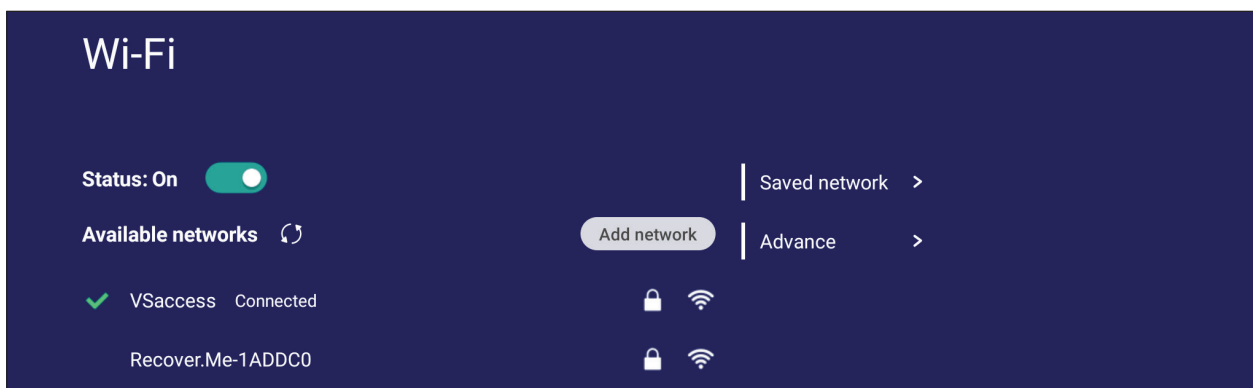 Wi-Fi
Status: On
Saved network
Available networks
Add network
Advance
VSaccess Connected
Recover.Me-1ADDC0